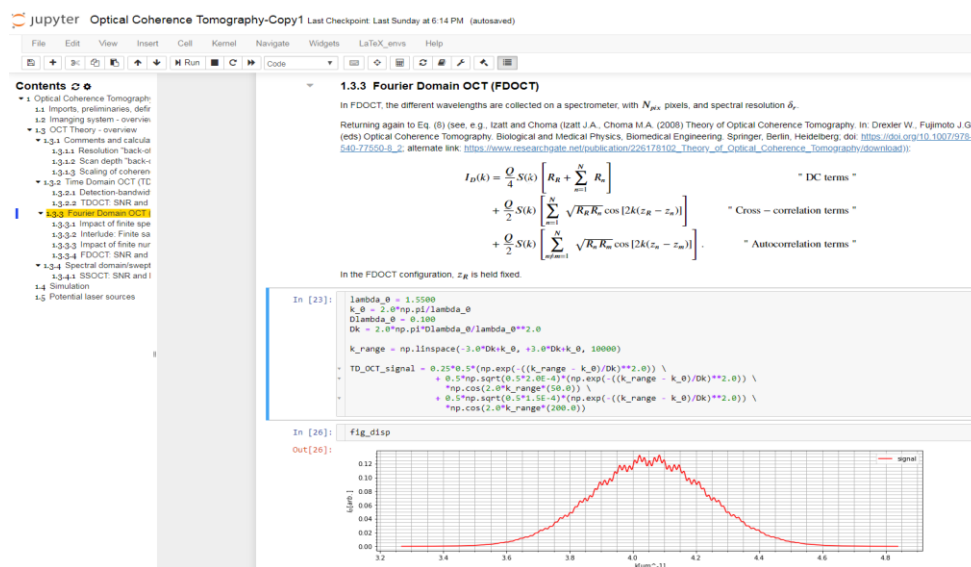 jupyter Optical Coherence Tomography-Copy1 Last Checkpoint: Last Sunday at 6:14 PM (autosaved)
File Edit View Insert Cell Kernel Navigate Widgets LaTeX_envs Help
Run Code
Contents
1 Optical Coherence Tomography
1.1 Imports, preliminaries, defir
1.2 Imanging system - overvie
1.3 OCT Theory - overview
1.3.1 Comments and calcula
1.3.1.1 Resolution "back-of
1.3.1.2 Scan depth "back-c
1.3.1.3 Scaling of coheren
1.3.2 Time Domain OCT (TD
1.3.2.1 Detection-bandwid
1.3.2.2 TDOCT: SNR and
1.3.3 Fourier Domain OCT (
1.3.3.1 Impact of finite spe
1.3.3.2 Interlude: Finite sa
1.3.3.3 Impact of finite nur
1.3.3.4 FDOCT: SNR and
1.3.4 Spectral domain/swept
1.3.4.1 SSOCT: SNR and
1.4 Simulation
1.5 Potential laser sources
1.3.3 Fourier Domain OCT (FDOCT)
In FDOCT, the different wavelengths are collected on a spectrometer, with N_{pix} pixels, and spectral resolution δ_r.
Returning again to Eq. (8) (see, e.g., Izatt and Choma (Izatt J.A., Choma M.A. (2008) Theory of Optical Coherence Tomography. In: Drexler W., Fujimoto J.G
(eds) Optical Coherence Tomography. Biological and Medical Physics, Biomedical Engineering. Springer, Berlin, Heidelberg; doi: https://doi.org/10.1007/978-
540-77550-8_2; alternate link: https://www.researchgate.net/publication/226178102_Theory_of_Optical_Coherence_Tomography/download)):
I_D(k) = Q/4 S(k) [R_R + ∑_{n=1}^{N} R_n] " DC terms "
+ Q/2 S(k) [∑_{n=1}^{N} √(R_R R_n) cos [2k(z_R − z_n)]] " Cross − correlation terms "
+ Q/2 S(k) [∑_{n≠m=1}^{N} √(R_n R_m) cos [2k(z_n − z_m)]] . " Autocorrelation terms "
In the FDOCT configuration, z_R is held fixed.
In [23]: lambda_0 = 1.5500
k_0 = 2.0*np.pi/lambda_0
Dlambda_0 = 0.100
Dk = 2.0*np.pi*Dlambda_0/lambda_0**2.0
k_range = np.linspace(-3.0*Dk+k_0, +3.0*Dk+k_0, 10000)
TD_OCT_signal = 0.25*0.5*(np.exp(-((k_range - k_0)/Dk)**2.0)) \
+ 0.5*np.sqrt(0.5*2.0E-4)*(np.exp(-((k_range - k_0)/Dk)**2.0)) \
*np.cos(2.0*k_range*(50.0)) \
+ 0.5*np.sqrt(0.5*1.5E-4)*(np.exp(-((k_range - k_0)/Dk)**2.0)) \
*np.cos(2.0*k_range*(200.0))
In [26]: fig_disp
Out[26]:
signal
0.12
0.10
0.08
0.06
0.04
0.02
0.00
3.2 3.4 3.6 3.8 4.0 4.2 4.4 4.6 4.8